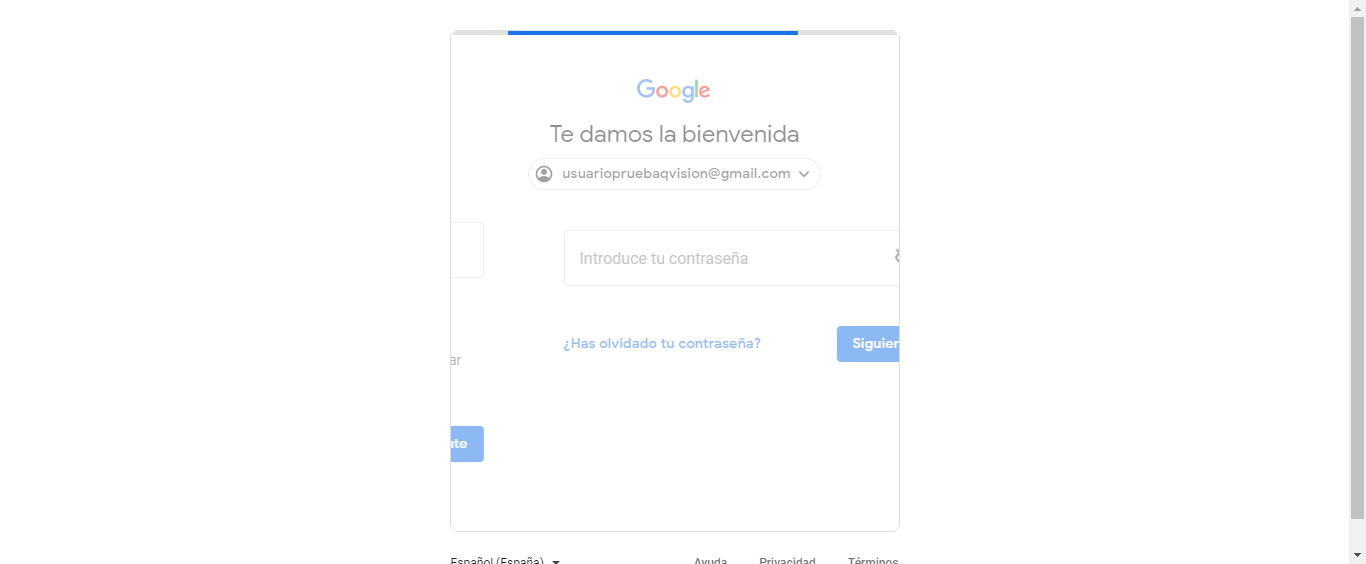 Google
Te damos la bienvenida
usuariopruebaqvision@gmail.com
Introduce tu contraseña
¿Has olvidado tu contraseña?
Siguier
ar
nte
Español (España)
Ayuda
Privacidad
Términos